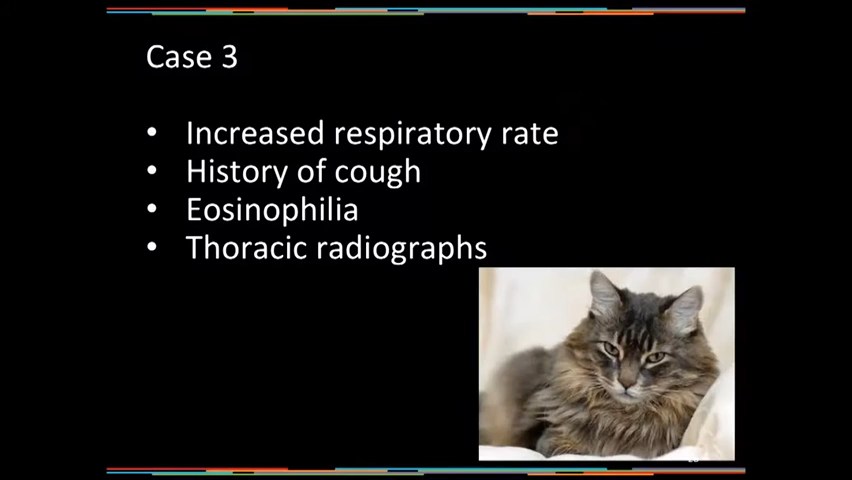 Case 3
• Increased respiratory rate
• History of cough
• Eosinophilia
• Thoracic radiographs